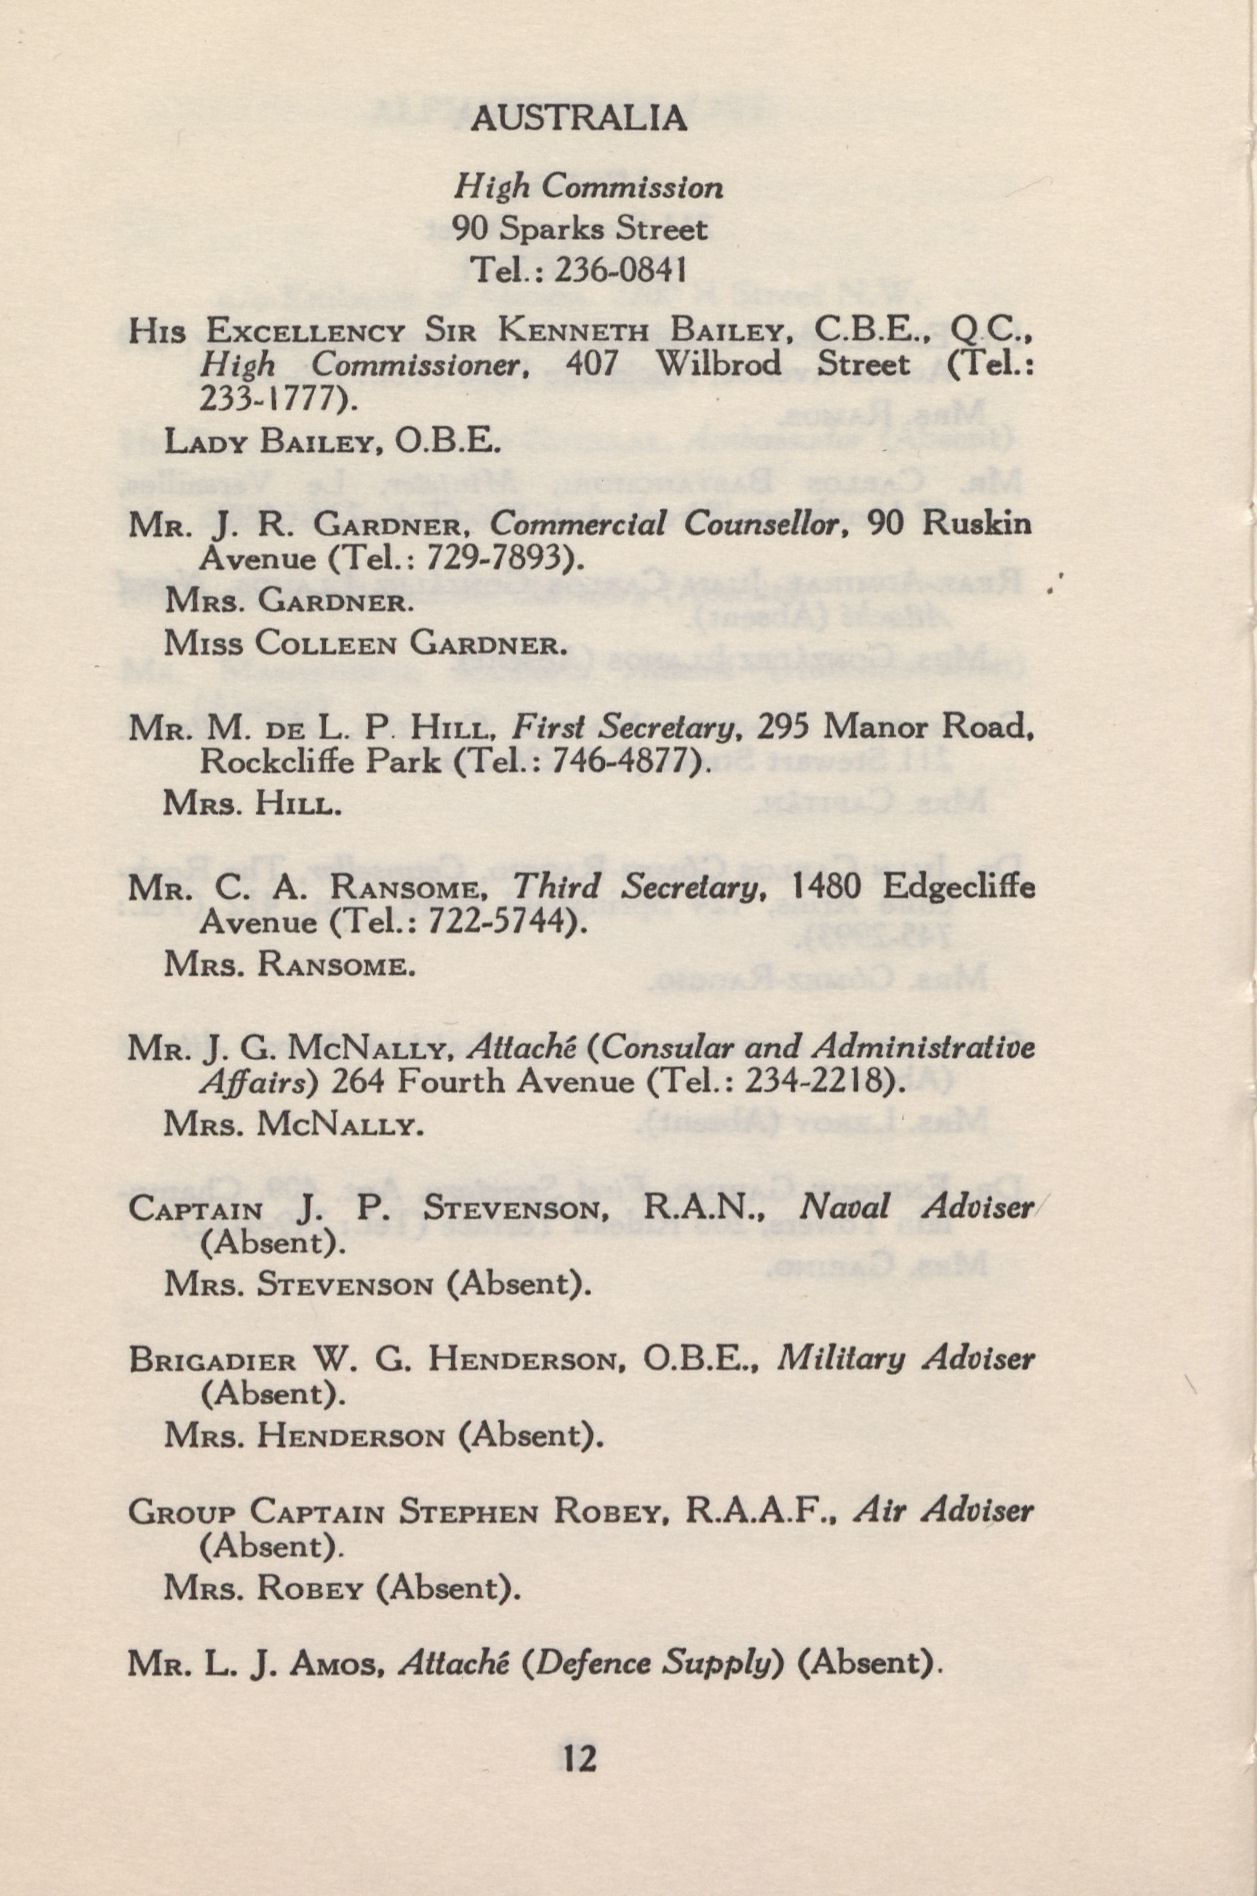 AUSTRALIA
High Commission
90 Sparks Street
Tel.: 236-0841
HIS EXCELLENCY SIR KENNETH BAILEY, C.B.E., Q.C.,
High Commissioner, 407 Wilbrod Street (Tel.:
233-1777).
LADY BAILEY, O.B.E.
MR. J. R. GARDNER, Commercial Counsellor, 90 Ruskin
Avenue (Tel.: 729-7893).
MRS. GARDNER.
MISS COLLEEN GARDNER.
MR. M. DE L. P. HILL, First Secretary, 295 Manor Road,
Rockcliffe Park (Tel.: 746-4877).
MRS. HILL.
MR. C. A. RANSOME, Third Secretary, 1480 Edgecliffe
Avenue (Tel.: 722-5744).
MRS. RANSOME.
MR. J. G. MCNALLY, Attaché (Consular and Administrative
Affairs) 264 Fourth Avenue (Tel.: 234-2218).
MRS. MCNALLY.
CAPTAIN J. P. STEVENSON, R.A.N., Naval Adviser
(Absent).
MRS. STEVENSON (Absent).
BRIGADIER W. G. HENDERSON, O.B.E., Military Adviser
(Absent).
MRS. HENDERSON (Absent).
GROUP CAPTAIN STEPHEN ROBEY, R.A.A.F., Air Adviser
(Absent).
MRS. ROBEY (Absent).
MR. L. J. AMOS, Attaché (Defence Supply) (Absent).
12